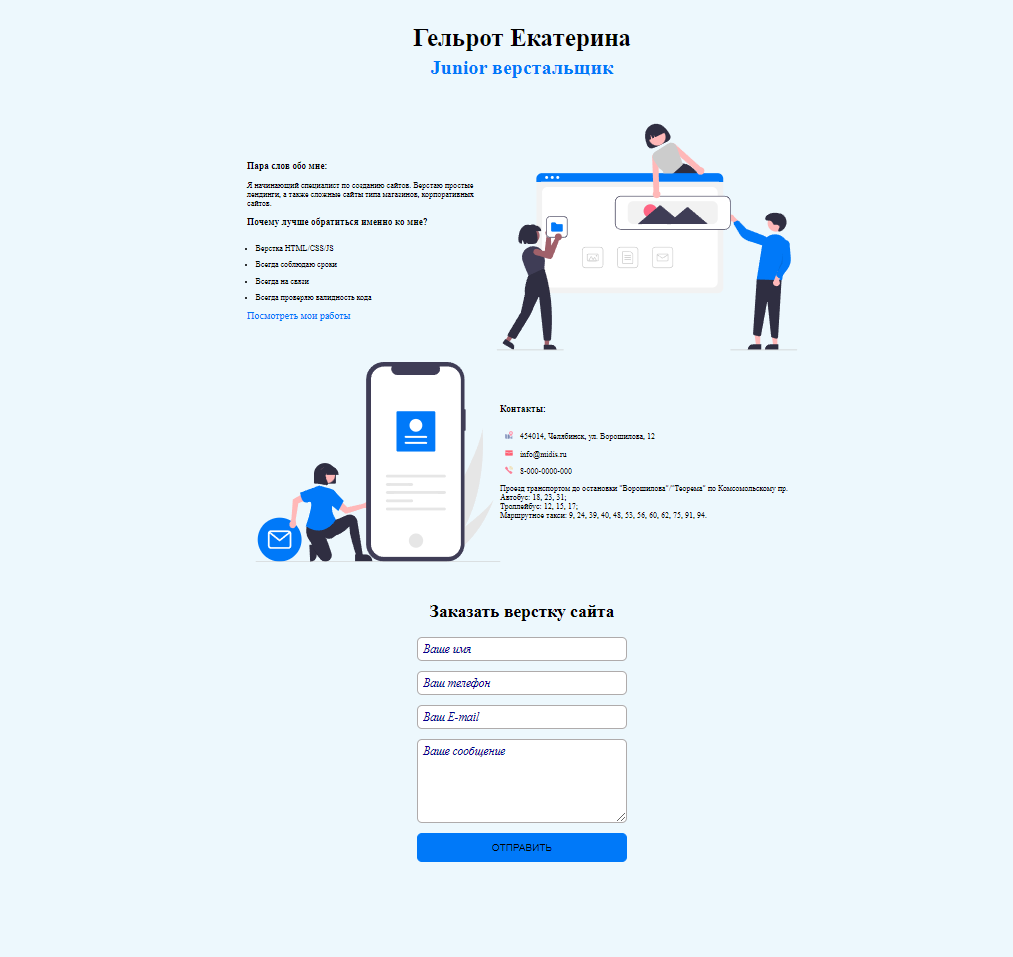 Гельрот Екатерина
Junior верстальщик
Пара слов обо мне:
Я начинающий специалист по созданию сайтов. Верстаю простые
лендинги, а также сложные сайты типа магазинов, корпоративных
сайтов.
Почему лучше обратиться именно ко мне?
Верстка HTML/CSS/JS
Всегда соблюдаю сроки
Всегда на связи
Всегда проверяю валидность кода
Посмотреть мои работы
Контакты:
454014, Челябинск, ул. Ворошилова, 12
info@midis.ru
8-000-0000-000
Проезд транспортом до остановки "Ворошилова"/"Теорема" по Комсомольскому пр.
Автобус: 18, 23, 31;
Троллейбус: 12, 15, 17;
Маршрутное такси: 9, 24, 39, 40, 48, 53, 56, 60, 62, 75, 91, 94.
Заказать верстку сайта
Ваше имя
Ваш телефон
Ваш E-mail
Ваше сообщение
ОТПРАВИТЬ